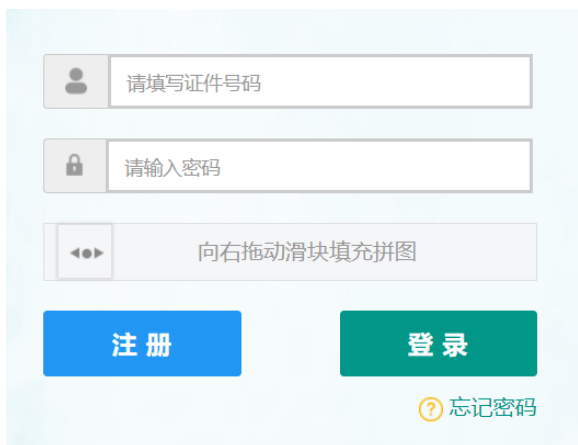 请填写证件号码
请输入密码
向右拖动滑块填充拼图
注 册
登 录
? 忘记密码